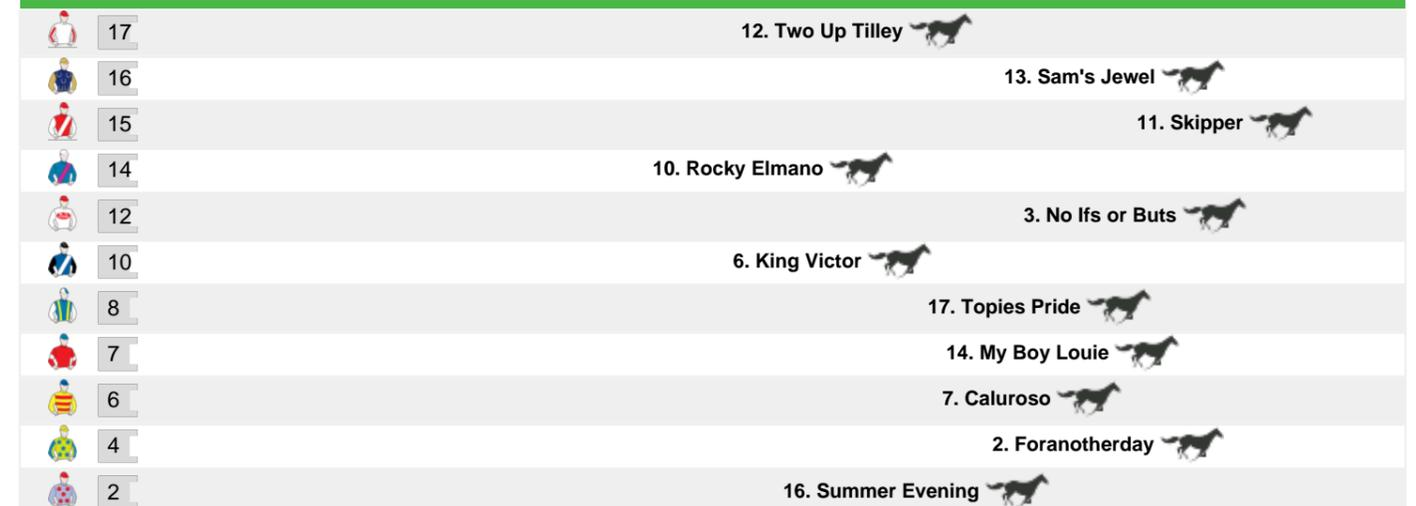 17 12. Two Up Tilley
16 13. Sam's Jewel
15 11. Skipper
14 10. Rocky Elmano
12 3. No Ifs or Buts
10 6. King Victor
8 17. Topies Pride
7 14. My Boy Louie
6 7. Caluroso
4 2. Foranotherday
2 16. Summer Evening